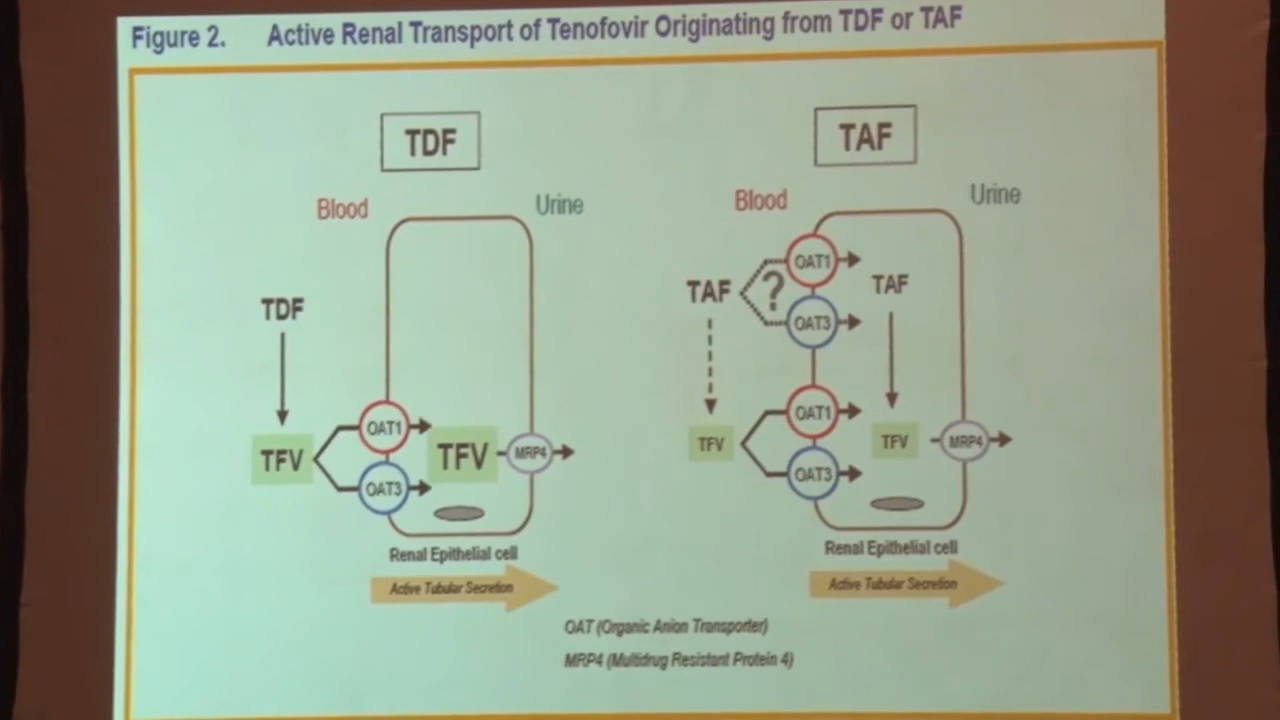 Figure 2. Active Renal Transport of Tenofovir Originating from TDF or TAF
TDF
Blood
Urine
TDF
TFV
OAT1
OAT3
TFV
MRP4
Renal Epithelial cell
Active Tubular Secretion
TAF
Blood
Urine
TAF
?
OAT1
OAT3
TAF
TFV
OAT1
OAT3
TFV
MRP4
Renal Epithelial cell
Active Tubular Secretion
OAT (Organic Anion Transporter)
MRP4 (Multidrug Resistant Protein 4)